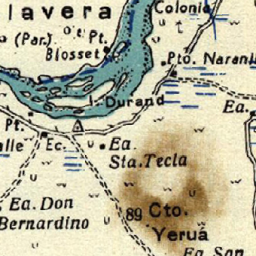 lavera
Colonia
(Par.)
Pt.
Blosset
Pto. Naranj
I. Durand
Ea.
Pt.
alle
Ec.
Ea.
Sta. Tecla
Ea. Don
Bernardino
89 Cto.
Yeruá
Ea. San